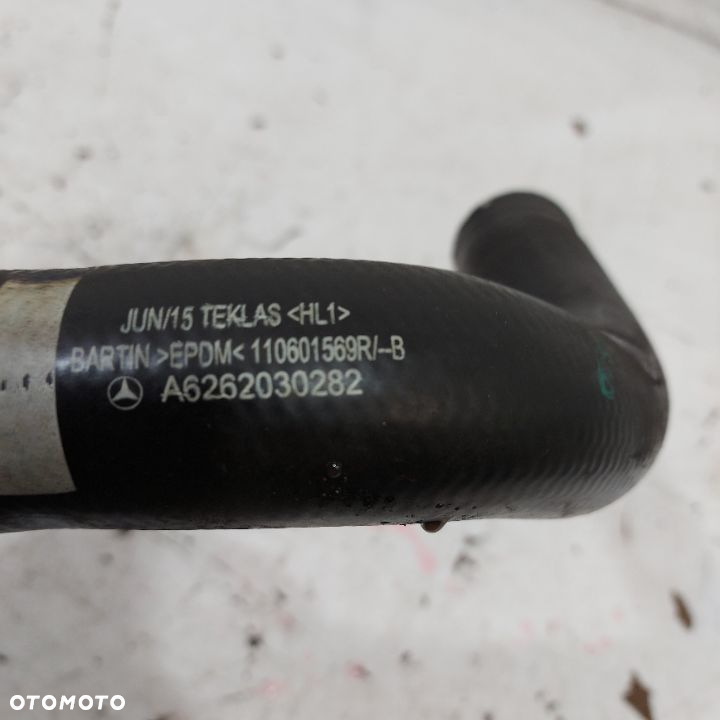 JUN/15 TEKLAS <HL1>
BARTIN >EPDM< 110601569R/--B
A6262030282
OTOMOTO